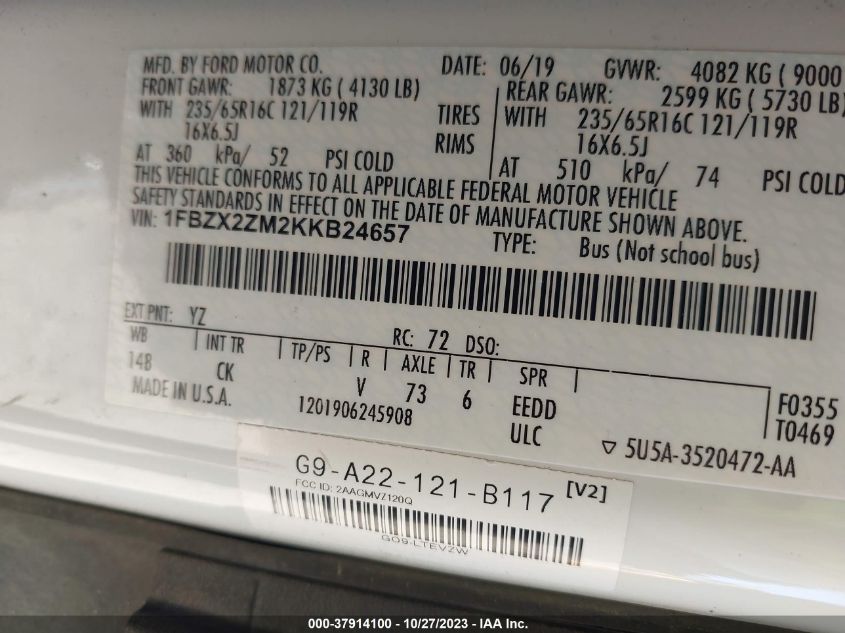 MFD. BY FORD MOTOR CO. DATE: 06/19 GVWR: 4082 KG ( 9000
FRONT GAWR: 1873 KG ( 4130 LB) REAR GAWR: 2599 KG ( 5730 LB)
WITH 235/65R16C 121/119R TIRES WITH 235/65R16C 121/119R
16X6.5J RIMS 16X6.5J
AT 360 kPa/ 52 PSI COLD AT 510 kPa/ 74 PSI COLD
THIS VEHICLE CONFORMS TO ALL APPLICABLE FEDERAL MOTOR VEHICLE
SAFETY STANDARDS IN EFFECT ON THE DATE OF MANUFACTURE SHOWN ABOVE.
VIN: 1FBZX2ZM2KKB24657 TYPE: Bus (Not school bus)
EXT PNT: YZ RC: 72 DSO:
WB INT TR TP/PS R AXLE TR SPR
148 CK V 73 6 EEDD F0355
MADE IN U.S.A. 1201906245908 ULC T0469
5U5A-3520472-AA
G9-A22-121-B117 [V2]
FCC ID: 2AAGMVZ120Q
GO9-LTEVZW
000-37914100 - 10/27/2023 - IAA Inc.